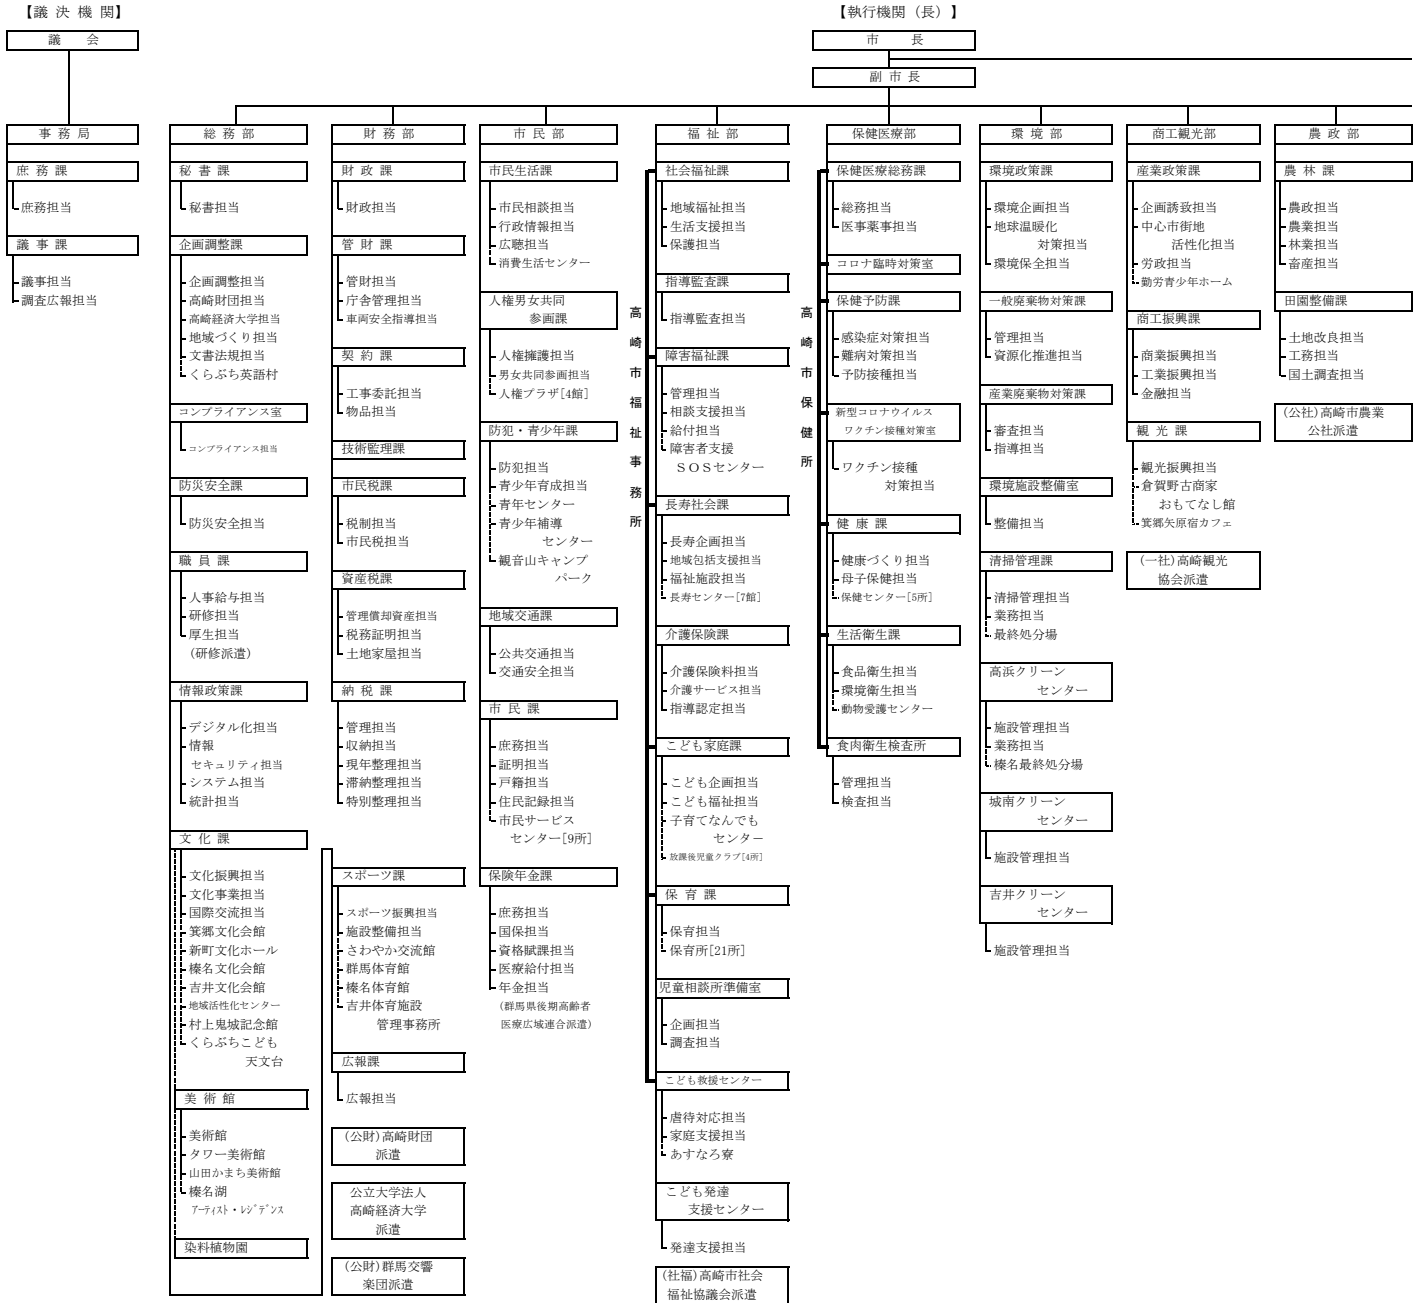 【議 決 機 関】
議 会
事 務 局
庶 務 課
庶務担当
議 事 課
議事担当
調査広報担当
【執行機関（長）】
市 長
副 市 長
総 務 部
秘 書 課
秘書担当
企画調整課
企画調整担当
高崎財団担当
高崎経済大学担当
地域づくり担当
文書法規担当
くらぶち英語村
コンプライアンス室
コンプライアンス担当
防災安全課
防災安全担当
職 員 課
人事給与担当
研修担当
厚生担当
(研修派遣)
情報政策課
デジタル化担当
情報
セキュリティ担当
システム担当
統計担当
文 化 課
文化振興担当
文化事業担当
国際交流担当
箕郷文化会館
新町文化ホール
榛名文化会館
吉井文化会館
地域活性化センター
村上鬼城記念館
くらぶちこども
天文台
美 術 館
美術館
タワー美術館
山田かまち美術館
榛名湖
ｱｰﾃｨｽﾄ・ﾚｼﾞﾃﾞﾝｽ
染料植物園
スポーツ課
スポーツ振興担当
施設整備担当
さわやか交流館
群馬体育館
榛名体育館
吉井体育施設
管理事務所
広報課
広報担当
(公財)高崎財団
派遣
公立大学法人
高崎経済大学
派遣
(公財)群馬交響
楽団派遣
財 務 部
財 政 課
財政担当
管 財 課
管財担当
庁舎管理担当
車両安全指導担当
契 約 課
工事委託担当
物品担当
技術監理課
市民税課
税制担当
市民税担当
資産税課
管理償却資産担当
税務証明担当
土地家屋担当
納 税 課
管理担当
収納担当
現年整理担当
滞納整理担当
特別整理担当
市 民 部
市民生活課
市民相談担当
行政情報担当
広聴担当
消費生活センター
人権男女共同
参画課
人権擁護担当
男女共同参画担当
人権プラザ[4館]
防犯・青少年課
防犯担当
青少年育成担当
青年センター
青少年補導
センター
観音山キャンプ
パーク
地域交通課
公共交通担当
交通安全担当
市 民 課
庶務担当
証明担当
戸籍担当
住民記録担当
市民サービス
センター[9所]
保険年金課
庶務担当
国保担当
資格賦課担当
医療給付担当
年金担当
(群馬県後期高齢者
医療広域連合派遣)
福 祉 部
高崎市福祉事務所
社会福祉課
地域福祉担当
生活支援担当
保護担当
指導監査課
指導監査担当
障害福祉課
管理担当
相談支援担当
給付担当
障害者支援
ＳＯＳセンター
長寿社会課
長寿企画担当
地域包括支援担当
福祉施設担当
長寿センター[7館]
介護保険課
介護保険料担当
介護サービス担当
指導認定担当
こども家庭課
こども企画担当
こども福祉担当
子育てなんでも
センター
放課後児童クラブ[4所]
保 育 課
保育担当
保育所[21所]
児童相談所準備室
企画担当
調査担当
こども救援センター
虐待対応担当
家庭支援担当
あすなろ寮
こども発達
支援センター
発達支援担当
(社福)高崎市社会
福祉協議会派遣
保健医療部
高崎市保健所
保健医療総務課
総務担当
医事薬事担当
コロナ臨時対策室
保健予防課
感染症対策担当
難病対策担当
予防接種担当
新型コロナウイルス
ワクチン接種対策室
ワクチン接種
対策担当
健 康 課
健康づくり担当
母子保健担当
保健センター[5所]
生活衛生課
食品衛生担当
環境衛生担当
動物愛護センター
食肉衛生検査所
管理担当
検査担当
環 境 部
環境政策課
環境企画担当
地球温暖化
対策担当
環境保全担当
一般廃棄物対策課
管理担当
資源化推進担当
産業廃棄物対策課
審査担当
指導担当
環境施設整備室
整備担当
清掃管理課
清掃管理担当
業務担当
最終処分場
高浜クリーン
センター
施設管理担当
業務担当
榛名最終処分場
城南クリーン
センター
施設管理担当
吉井クリーン
センター
施設管理担当
商工観光部
産業政策課
企画誘致担当
中心市街地
活性化担当
労政担当
勤労青少年ホーム
商工振興課
商業振興担当
工業振興担当
金融担当
観 光 課
観光振興担当
倉賀野古商家
おもてなし館
箕郷矢原宿カフェ
(一社)高崎観光
協会派遣
農 政 部
農 林 課
農政担当
農業担当
林業担当
畜産担当
田園整備課
土地改良担当
工務担当
国土調査担当
(公社)高崎市農業
公社派遣